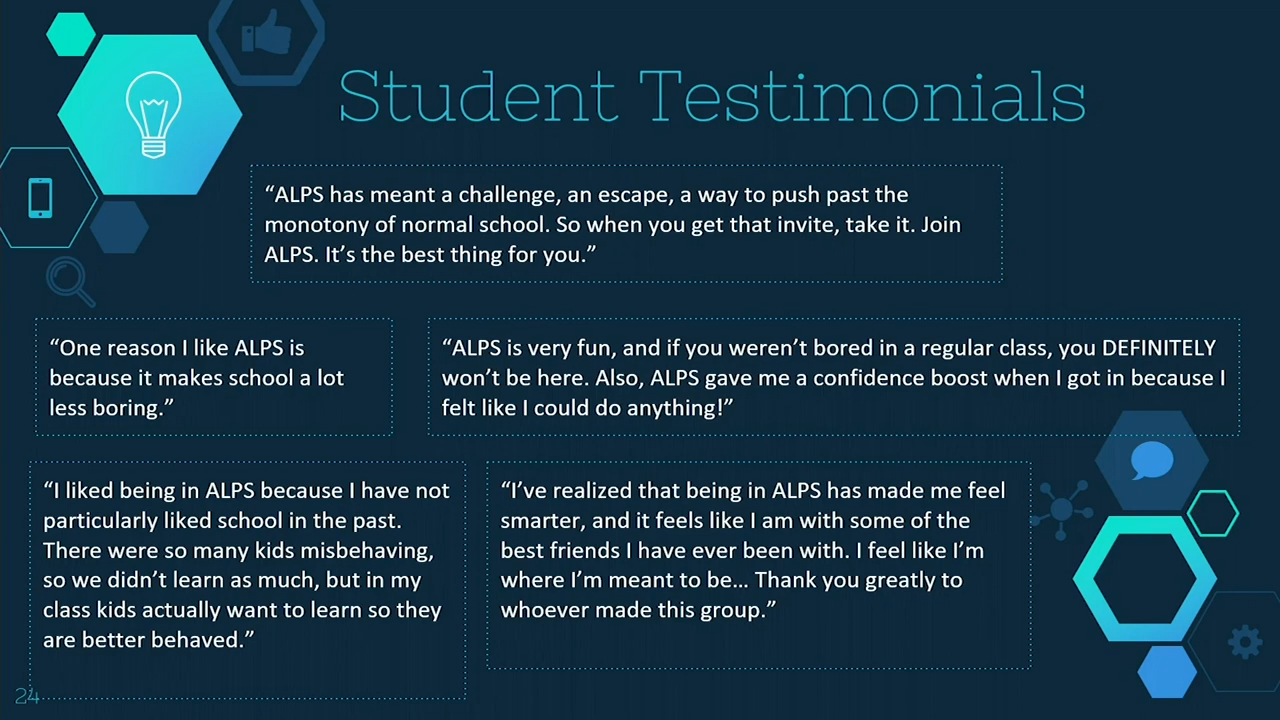 Student Testimonials
“ALPS has meant a challenge, an escape, a way to push past the
monotony of normal school. So when you get that invite, take it. Join
ALPS. It’s the best thing for you.”
“One reason I like ALPS is
because it makes school a lot
less boring.”
“ALPS is very fun, and if you weren’t bored in a regular class, you DEFINITELY
won’t be here. Also, ALPS gave me a confidence boost when I got in because I
felt like I could do anything!”
“I liked being in ALPS because I have not
particularly liked school in the past.
There were so many kids misbehaving,
so we didn’t learn as much, but in my
class kids actually want to learn so they
are better behaved.”
“I’ve realized that being in ALPS has made me feel
smarter, and it feels like I am with some of the
best friends I have ever been with. I feel like I’m
where I’m meant to be… Thank you greatly to
whoever made this group.”
24